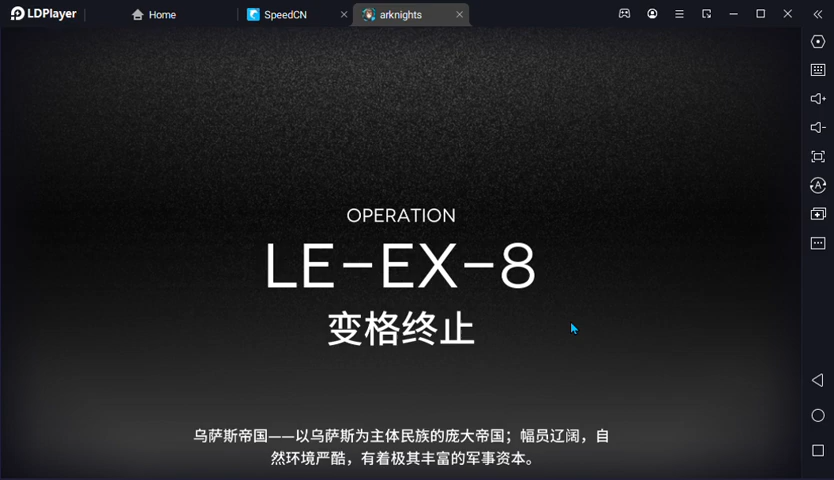 LDPlayer
Home
SpeedCN
arknights
OPERATION
LE-EX-8
变格终止
乌萨斯帝国——以乌萨斯为主体民族的庞大帝国；幅员辽阔，自
然环境严酷，有着极其丰富的军事资本。